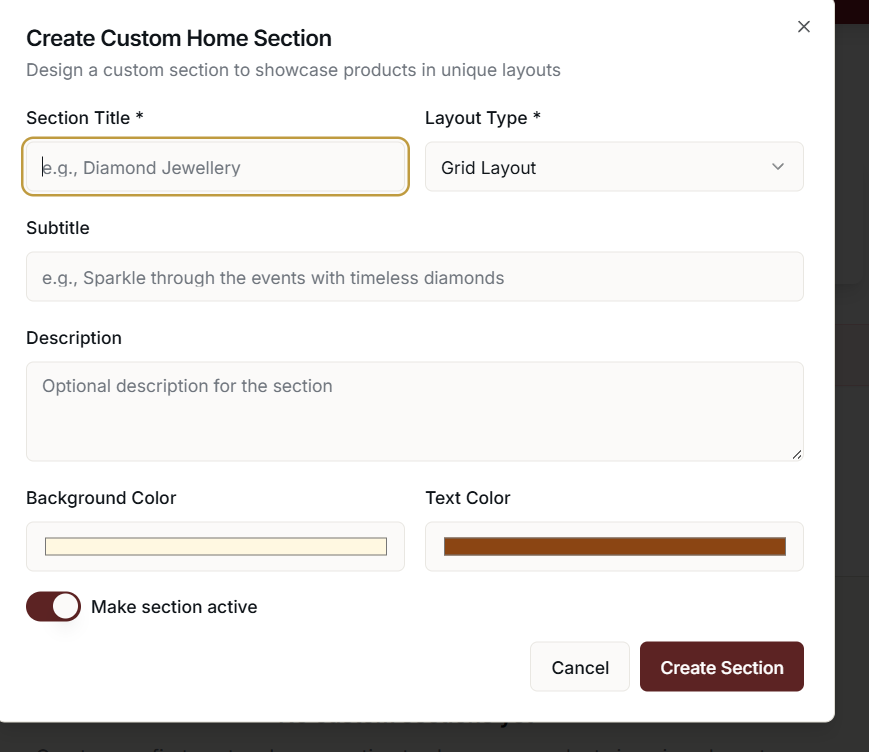 Create Custom Home Section
Design a custom section to showcase products in unique layouts
Section Title *
Layout Type *
e.g., Diamond Jewellery
Grid Layout
Subtitle
e.g., Sparkle through the events with timeless diamonds
Description
Optional description for the section
Background Color
Text Color
Make section active
Cancel
Create Section